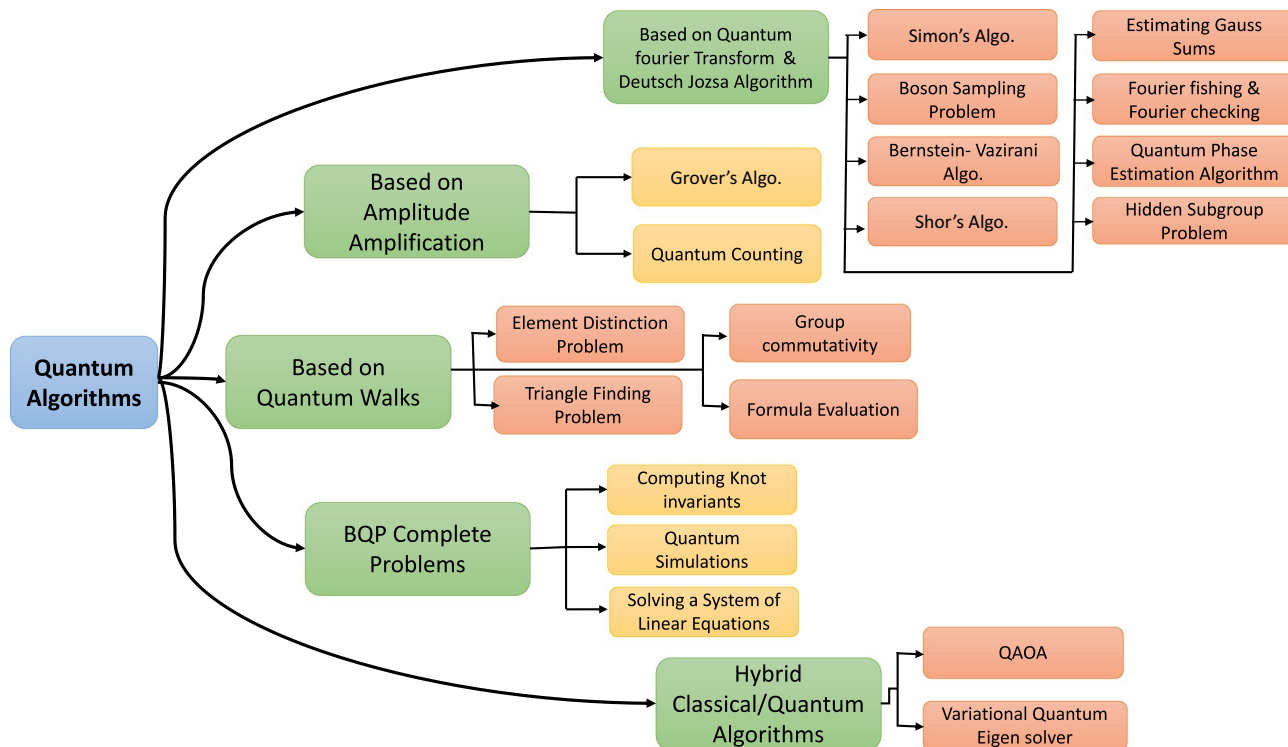 Based on Quantum
fourier Transform &
Deutsch Jozsa Algorithm
Simon's Algo.
Boson Sampling
Problem
Bernstein- Vazirani
Algo.
Shor's Algo.
Estimating Gauss
Sums
Fourier fishing &
Fourier checking
Quantum Phase
Estimation Algorithm
Hidden Subgroup
Problem
Based on
Amplitude
Amplification
Grover's Algo.
Quantum Counting
Quantum
Algorithms
Based on
Quantum Walks
Element Distinction
Problem
Triangle Finding
Problem
Group
commutativity
Formula Evaluation
BQP Complete
Problems
Computing Knot
invariants
Quantum
Simulations
Solving a System of
Linear Equations
Hybrid
Classical/Quantum
Algorithms
QAOA
Variational Quantum
Eigen solver